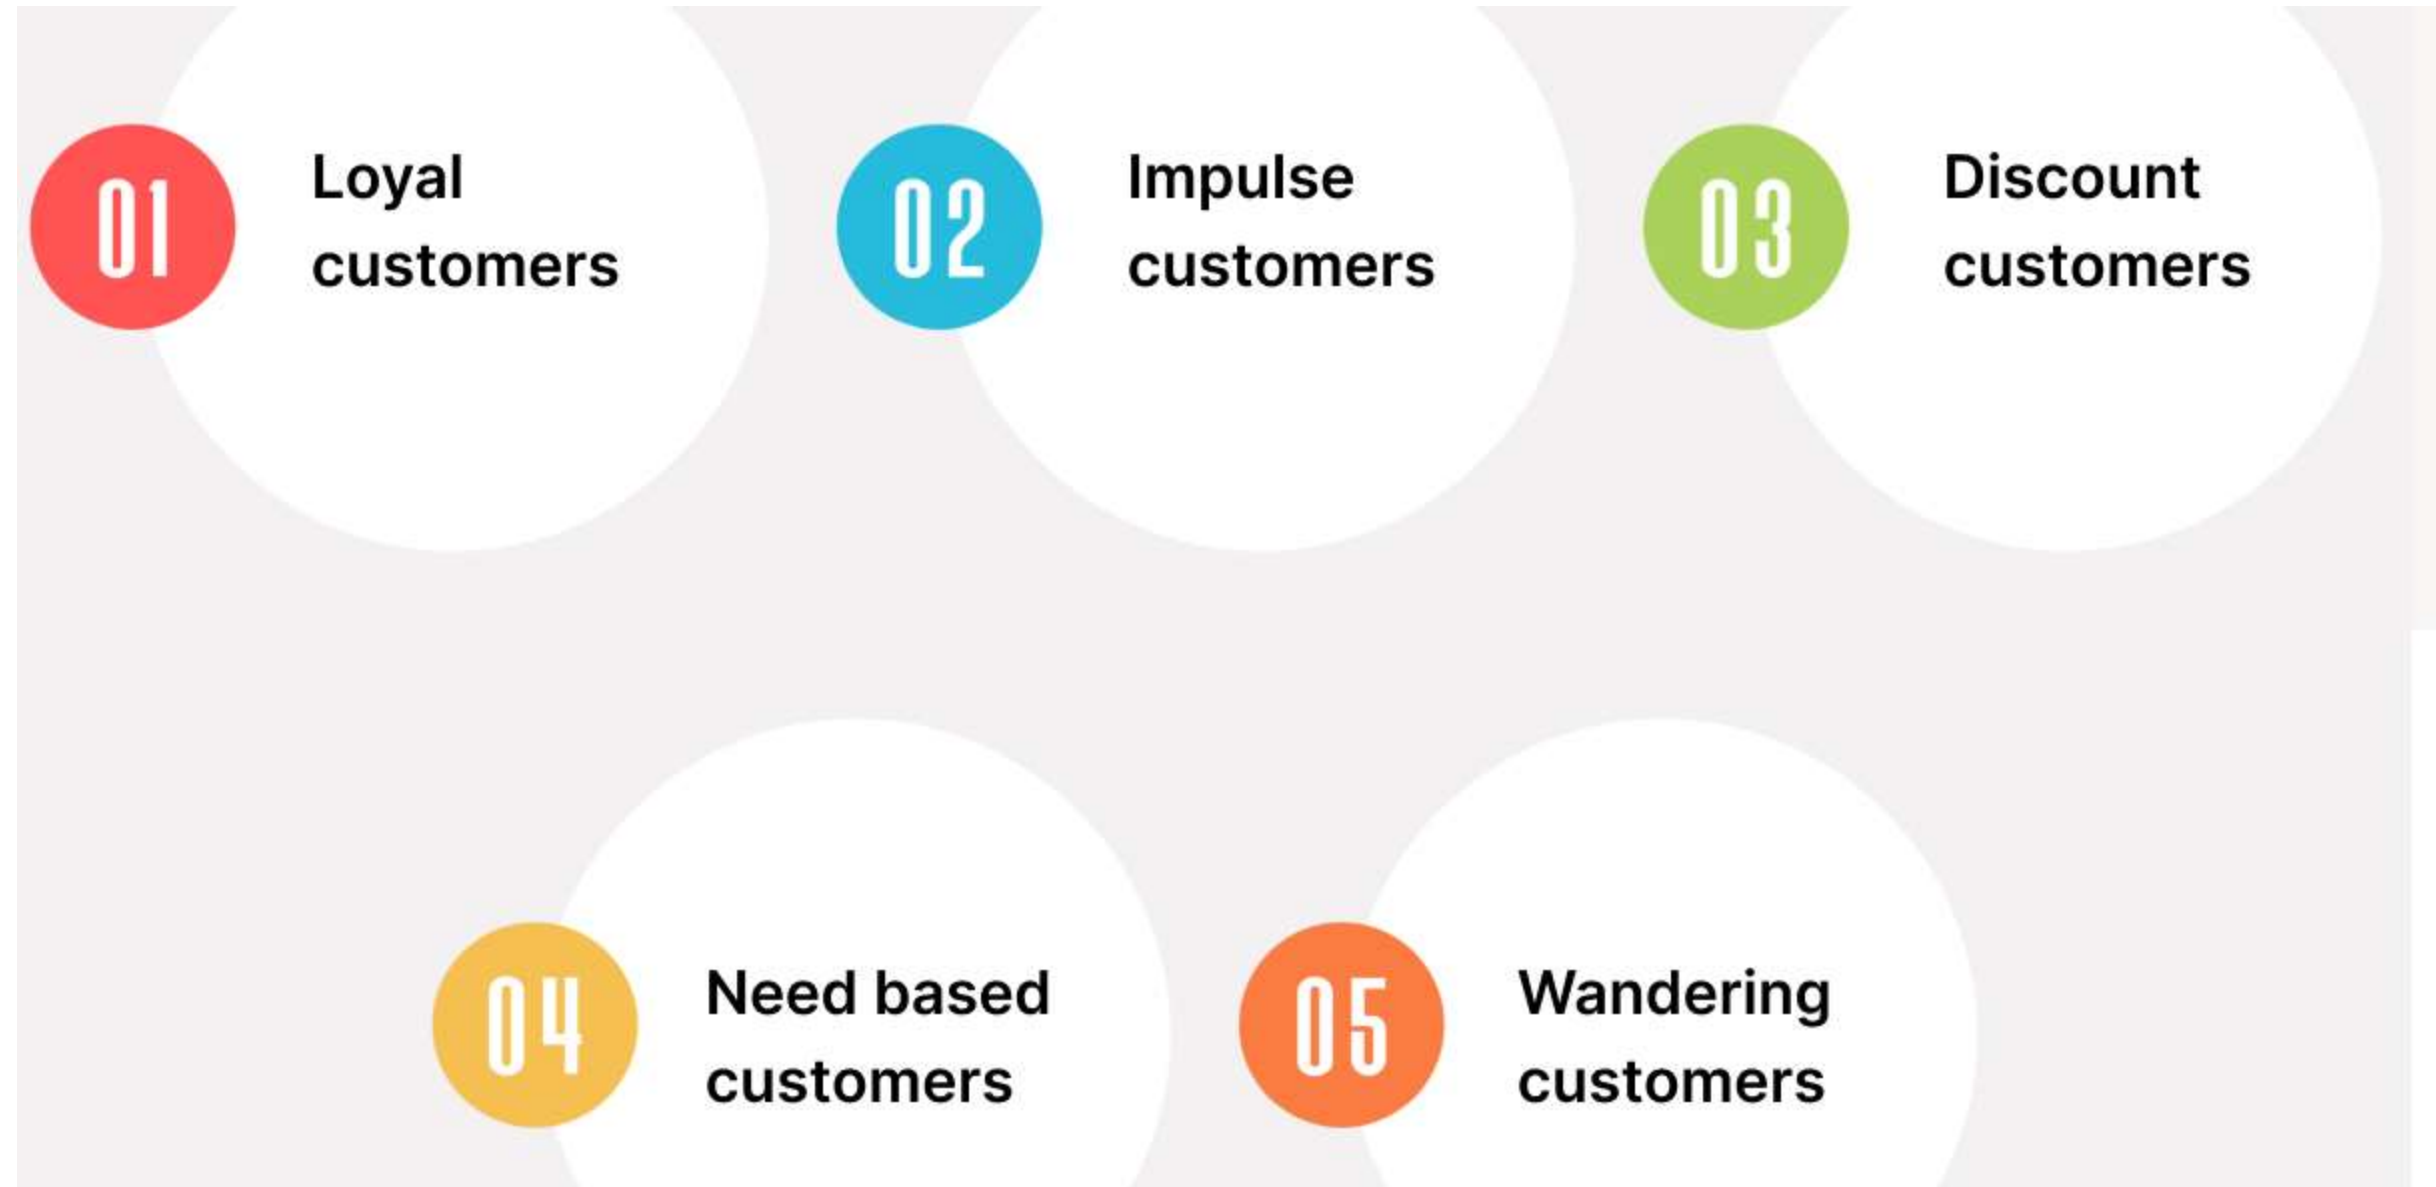 01
Loyal
customers
02
Impulse
customers
03
Discount
customers
04
Need based
customers
05
Wandering
customers